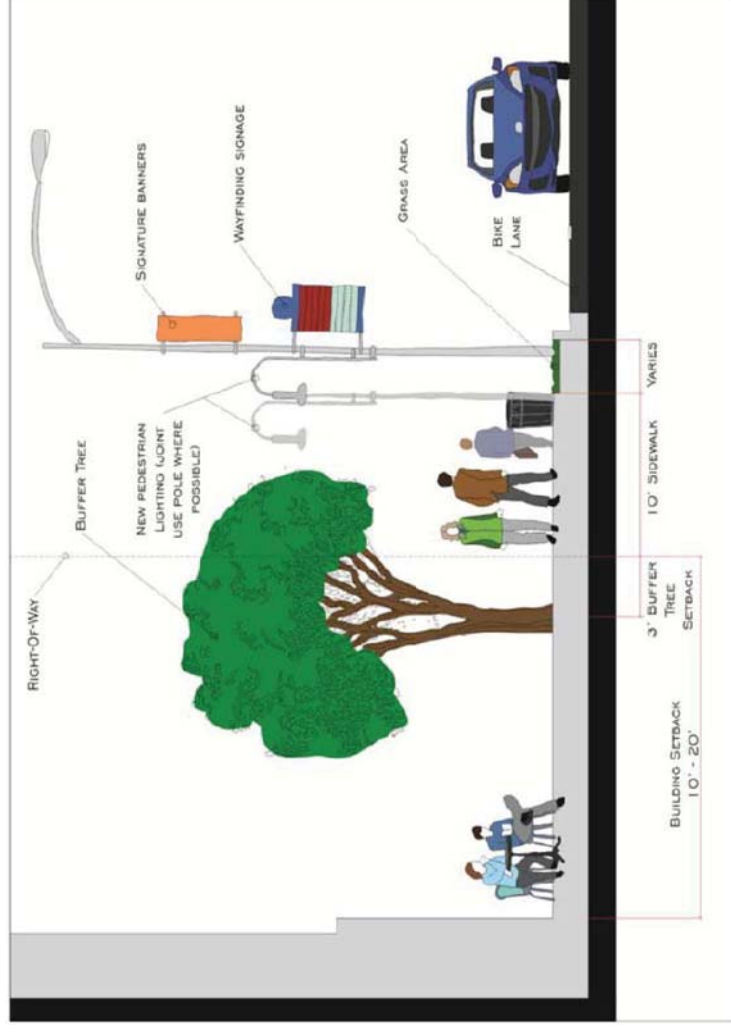 RIGHT-OF-WAY
BUFFER TREE
NEW PEDESTRIAN
LIGHTING (JOINT
USE POLE WHERE
POSSIBLE)
SIGNATURE BANNERS
WAYFINDING SIGNAGE
GRASS AREA
BIKE
LANE
BUILDING SETBACK
10' - 20'
3' BUFFER
TREE
SETBACK
10' SIDEWALK
VARIES